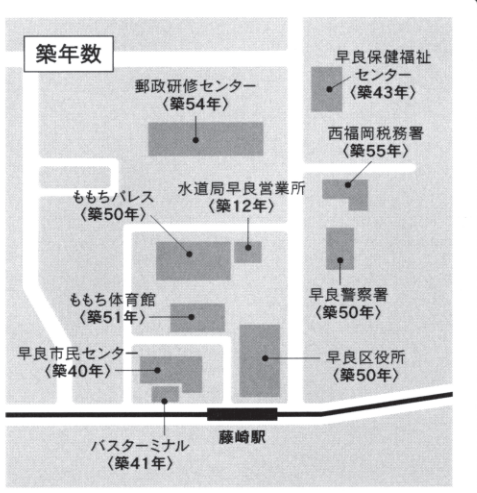 築年数
早良保健福祉
センター
〈築43年〉
郵政研修センター
〈築54年〉
西福岡税務署
〈築55年〉
水道局早良営業所
〈築12年〉
ももちパレス
〈築50年〉
ももち体育館
〈築51年〉
早良警察署
〈築50年〉
早良市民センター
〈築40年〉
早良区役所
〈築50年〉
藤崎駅
バスターミナル
〈築41年〉